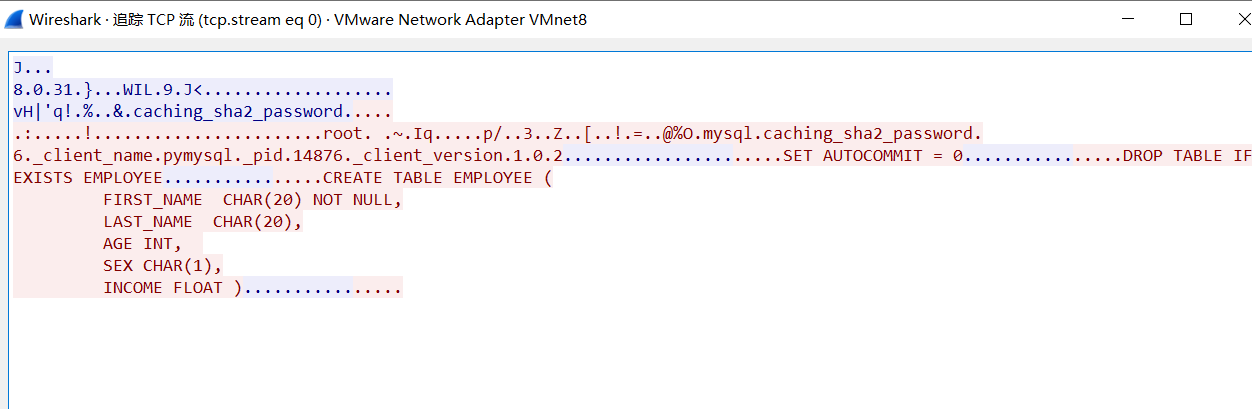 Wireshark · 追踪 TCP 流 (tcp.stream eq 0) · VMware Network Adapter VMnet8
J...
8.0.31.}...WIL.9.J<...................
vH|'q!.%..&.caching_sha2_password.....
.:.....!.......................root. .~.Iq.....p/..3..Z..[..!.=..@%O.mysql.caching_sha2_password.
6._client_name.pymysql._pid.14876._client_version.1.0.2......................SET AUTOCOMMIT = 0................DROP TABLE IF
EXISTS EMPLOYEE................CREATE TABLE EMPLOYEE (
FIRST_NAME  CHAR(20) NOT NULL,
LAST_NAME  CHAR(20),
AGE INT,
SEX CHAR(1),
INCOME FLOAT )................